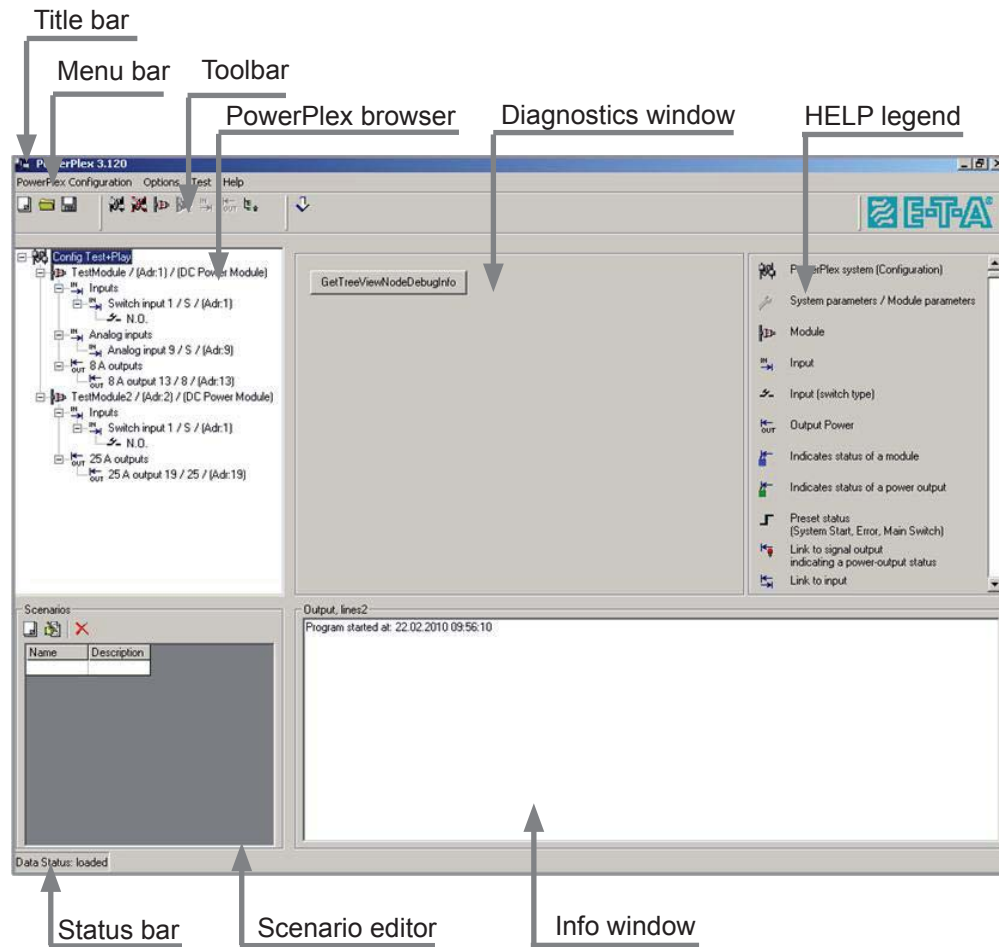 Title bar
Menu bar
Toolbar
PowerPlex browser
Diagnostics window
HELP legend
PowerPlex 3.120
PowerPlex Configuration Options Test Help
E-T-A®
Config Test+Play
TestModule / (Adr:1) / (DC Power Module)
Inputs
Switch input 1 / S / (Adr:1)
N.O.
Analog inputs
Analog input 9 / S / (Adr:9)
8 A outputs
8 A output 13 / 8 / (Adr:13)
TestModule2 / (Adr:2) / (DC Power Module)
Inputs
Switch input 1 / S / (Adr:1)
N.O.
25 A outputs
25 A output 19 / 25 / (Adr:19)
GetTreeViewNodeDebugInfo
PowerPlex system (Configuration)
System parameters / Module parameters
Module
Input
Input (switch type)
Output Power
Indicates status of a module
Indicates status of a power output
Preset status
(System Start, Error, Main Switch)
Link to signal output
indicating a power-output status
Link to input
Scenarios
Name Description
Output, lines2
Program started at: 22.02.2010 09:56:10
Data Status: loaded
Status bar
Scenario editor
Info window